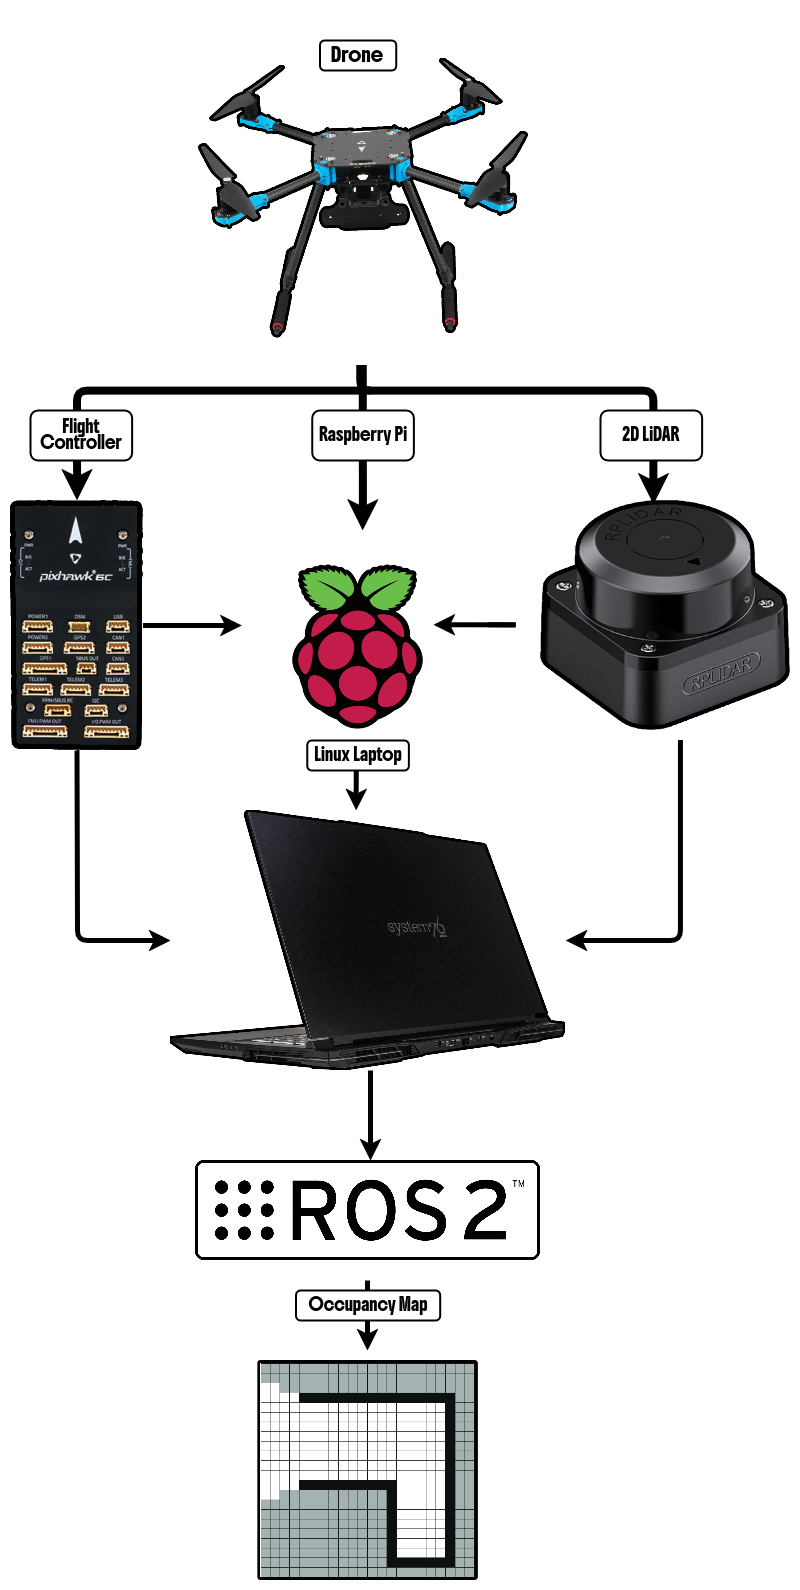 Drone
Flight
Controller
Raspberry Pi
2D LiDAR
PWR
PWR
B/E
ACT
B/E
ACT
pixhawk® 6C
POWER1
DSM
USB
POWER2
GPS2
CAN1
GPS1
SBUS OUT
CAN2
TELEM1
TELEM2
TELEM3
PPM/SBUS RC
I2C
FMU PWM OUT
I/O PWM OUT
RPLIDAR
RPLIDAR
Linux Laptop
system76
ROS 2™
Occupancy Map